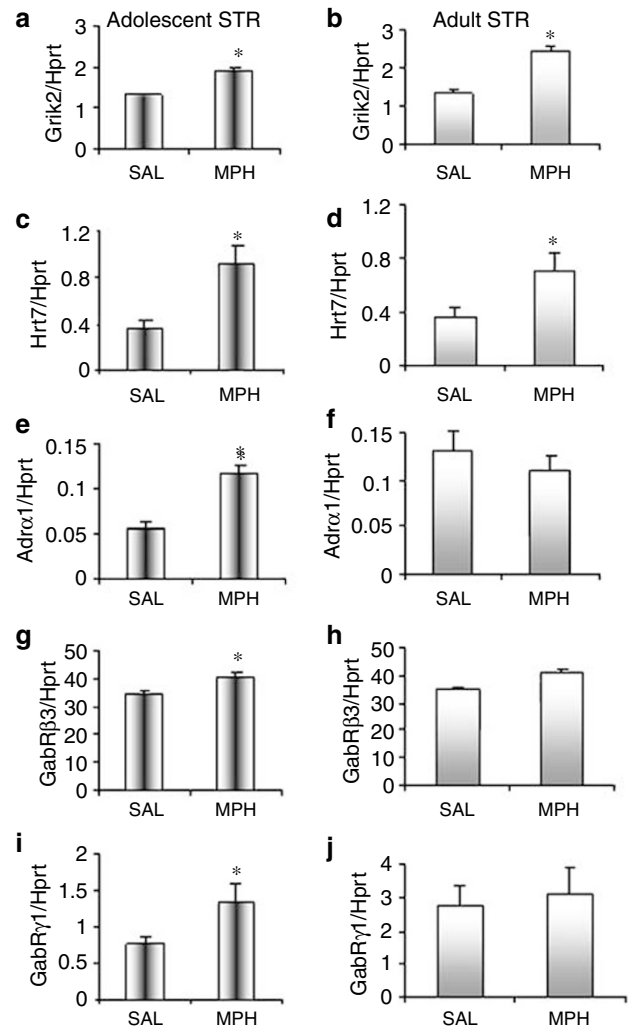 a Adolescent STR
Grik2/Hprt
3
2
1
0
SAL MPH
*
b Adult STR
Grik2/Hprt
3
2
1
0
SAL MPH
*
c
Hrt7/Hprt
1.2
0.8
0.4
0
SAL MPH
*
d
Hrt7/Hprt
1.2
0.8
0.4
0
SAL MPH
*
e
Adrα1/Hprt
0.15
0.1
0.05
0
SAL MPH
*
*
f
Adrα1/Hprt
0.15
0.1
0.05
0
SAL MPH
g
GabRβ3/Hprt
50
40
30
20
10
0
SAL MPH
*
h
GabRβ3/Hprt
50
40
30
20
10
0
SAL MPH
i
GabRγ1/Hprt
2
1.5
1
0.5
0
SAL MPH
*
j
GabRγ1/Hprt
4
3
2
1
0
SAL MPH